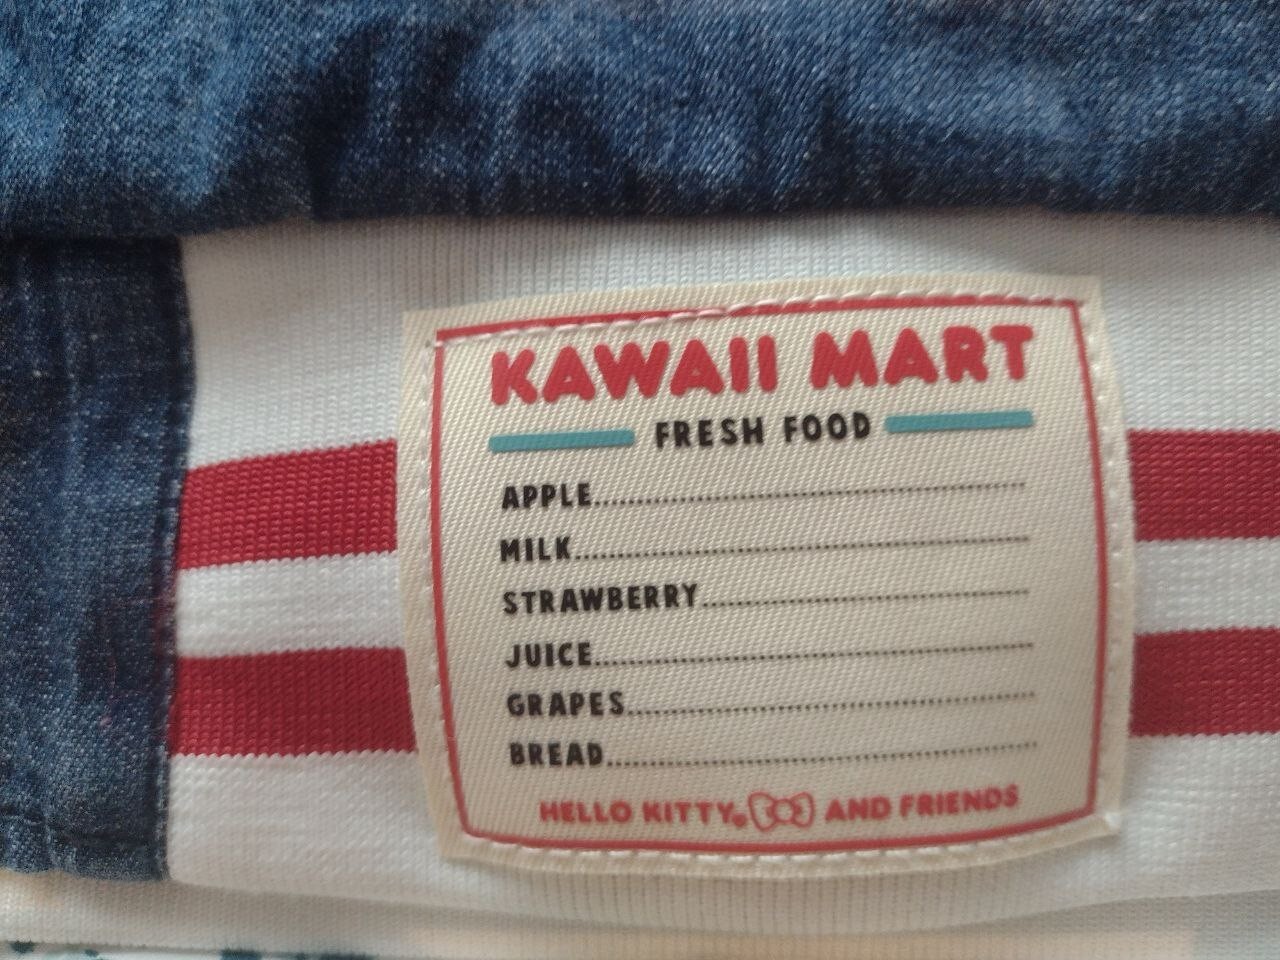 KAWAII MART
FRESH FOOD
APPLE
MILK
STRAWBERRY
JUICE
GRAPES
BREAD
HELLO KITTY® AND FRIENDS